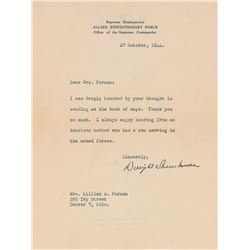 Supreme Headquarters
ALLIED EXPEDITIONARY FORCE
Office of the Supreme Commander
27 October, 1944.
Dear Mrs. Parman:
I was deeply touched by your thought in
sending me the book of maps. Thank you
so much. I always enjoy hearing from an
American mother who has a son serving in
the armed forces.
Sincerely,
Dwight D Eisenhower
Mrs. Lillian A. Parman
350 Ivy Street
Denver 7, Colo.